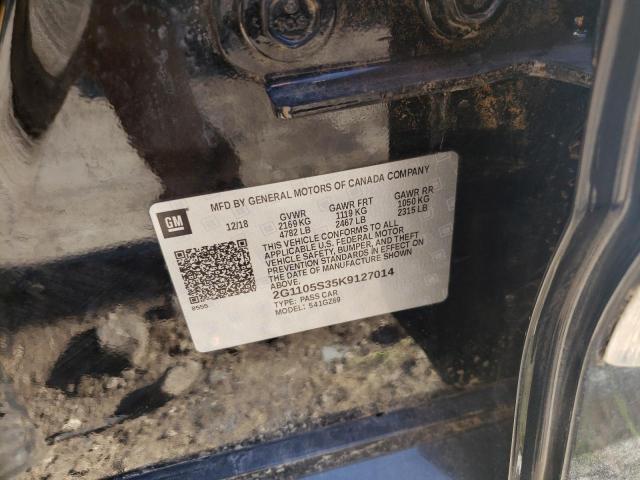 MFD BY GENERAL MOTORS OF CANADA COMPANY
GM
12/18 GVWR GAWR FRT GAWR RR
2169 KG 1119 KG 1050 KG
4782 LB 2467 LB 2315 LB
THIS VEHICLE CONFORMS TO ALL
APPLICABLE U.S. FEDERAL MOTOR
VEHICLE SAFETY, BUMPER, AND THEFT
PREVENTION STANDARDS IN EFFECT
ON THE DATE OF MANUFACTURE SHOWN
ABOVE.
2G1105S35K9127014
TYPE: PASS CAR
MODEL: 541GZ69